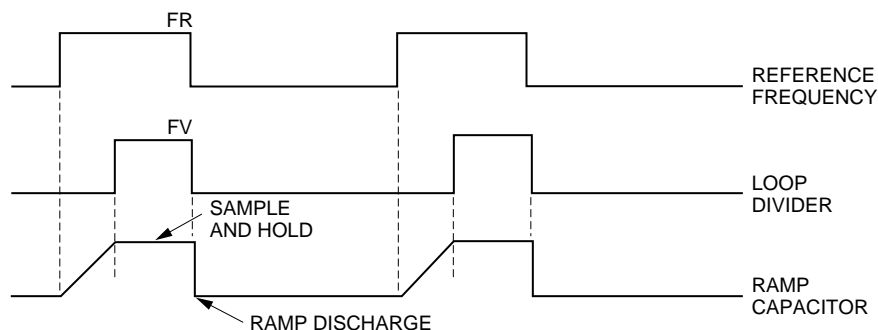 FR
REFERENCE
FREQUENCY
FV
LOOP
DIVIDER
SAMPLE
AND HOLD
RAMP
CAPACITOR
RAMP DISCHARGE